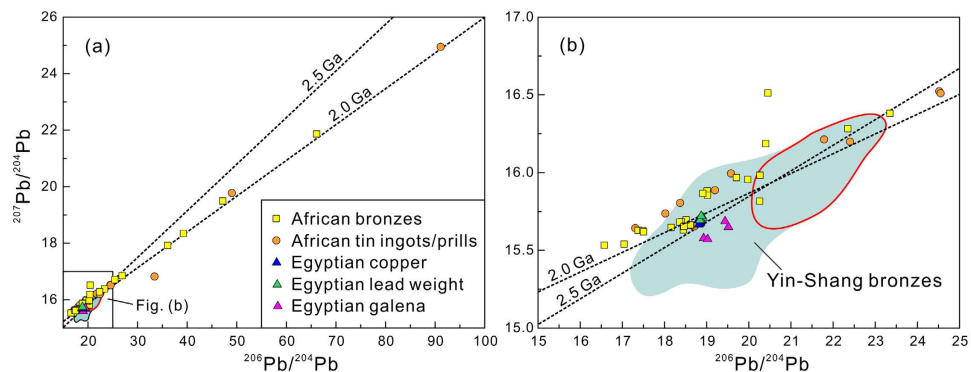 (a)
26
24
22
20
18
16
²⁰⁷Pb/²⁰⁴Pb
2.5 Ga
2.0 Ga
African bronzes
African tin ingots/prills
Egyptian copper
Egyptian lead weight
Egyptian galena
Fig. (b)
20 30 40 50 60 70 80 90 100
²⁰⁶Pb/²⁰⁴Pb
(b)
17.0
16.5
16.0
15.5
15.0
2.0 Ga
2.5 Ga
Yin-Shang bronzes
15 16 17 18 19 20 21 22 23 24 25
²⁰⁶Pb/²⁰⁴Pb